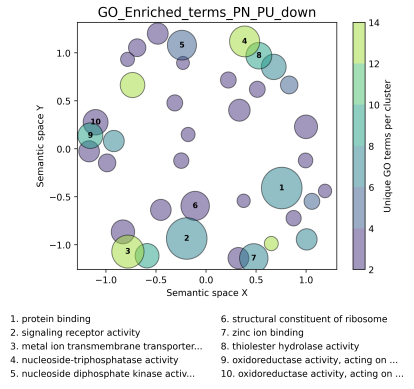 GO_Enriched_terms_PN_PU_down
1.0
0.5
0.0
−0.5
−1.0
Semantic space Y
−1.0 −0.5 0.0 0.5 1.0
Semantic space X
5
4
8
10
9
1
6
2
3
7
14
12
10
8
6
4
2
Unique GO terms per cluster
1. protein binding
2. signaling receptor activity
3. metal ion transmembrane transporter...
4. nucleoside-triphosphatase activity
5. nucleoside diphosphate kinase activ...
6. structural constituent of ribosome
7. zinc ion binding
8. thiolester hydrolase activity
9. oxidoreductase activity, acting on ...
10. oxidoreductase activity, acting on ...